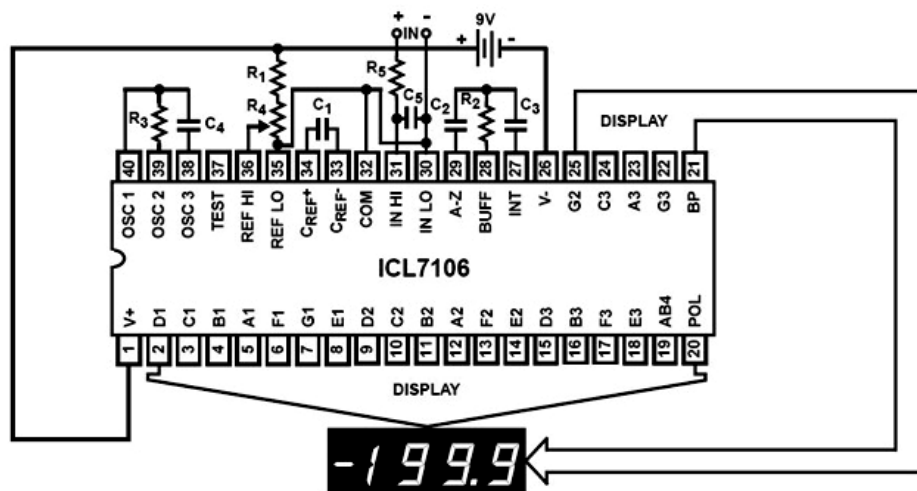 + IN -
9V
+ -
R1
R5
R4
R3
C4
C1
C5
C2
R2
C3
DISPLAY
40 39 38 37 36 35 34 33 32 31 30 29 28 27 26 25 24 23 22 21
OSC 1 OSC 2 OSC 3 TEST REF HI REF LO CREF+ CREF- COM IN HI IN LO A-Z BUFF INT V- G2 C3 A3 G3 BP
ICL7106
V+ D1 C1 B1 A1 F1 G1 E1 D2 C2 B2 A2 F2 E2 D3 B3 F3 E3 AB4 POL
1 2 3 4 5 6 7 8 9 10 11 12 13 14 15 16 17 18 19 20
DISPLAY
-199.9